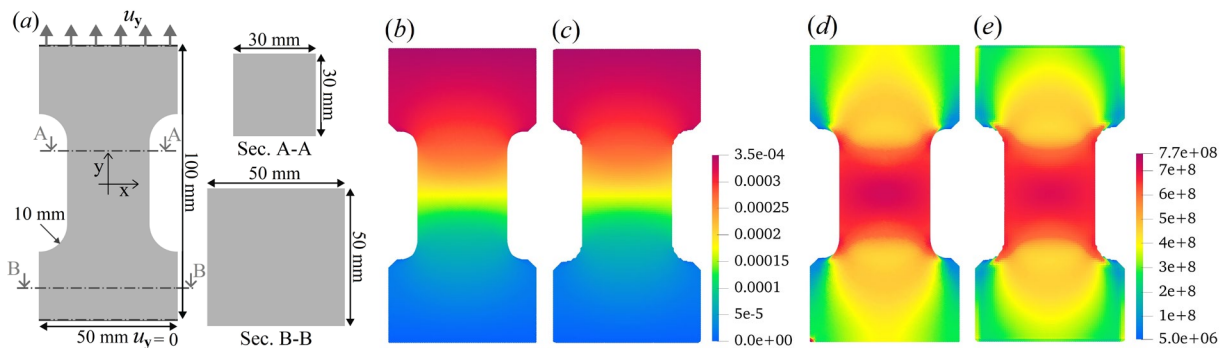 (a)
u_y
30 mm
30 mm
Sec. A-A
A
A
y
x
100 mm
10 mm
50 mm
50 mm
B
B
50 mm
u_y = 0
Sec. B-B
(b)
(c)
3.5e-04
0.0003
0.00025
0.0002
0.00015
0.0001
5e-5
0.0e+00
(d)
(e)
7.7e+08
7e+8
6e+8
5e+8
4e+8
3e+8
2e+8
1e+8
5.0e+06